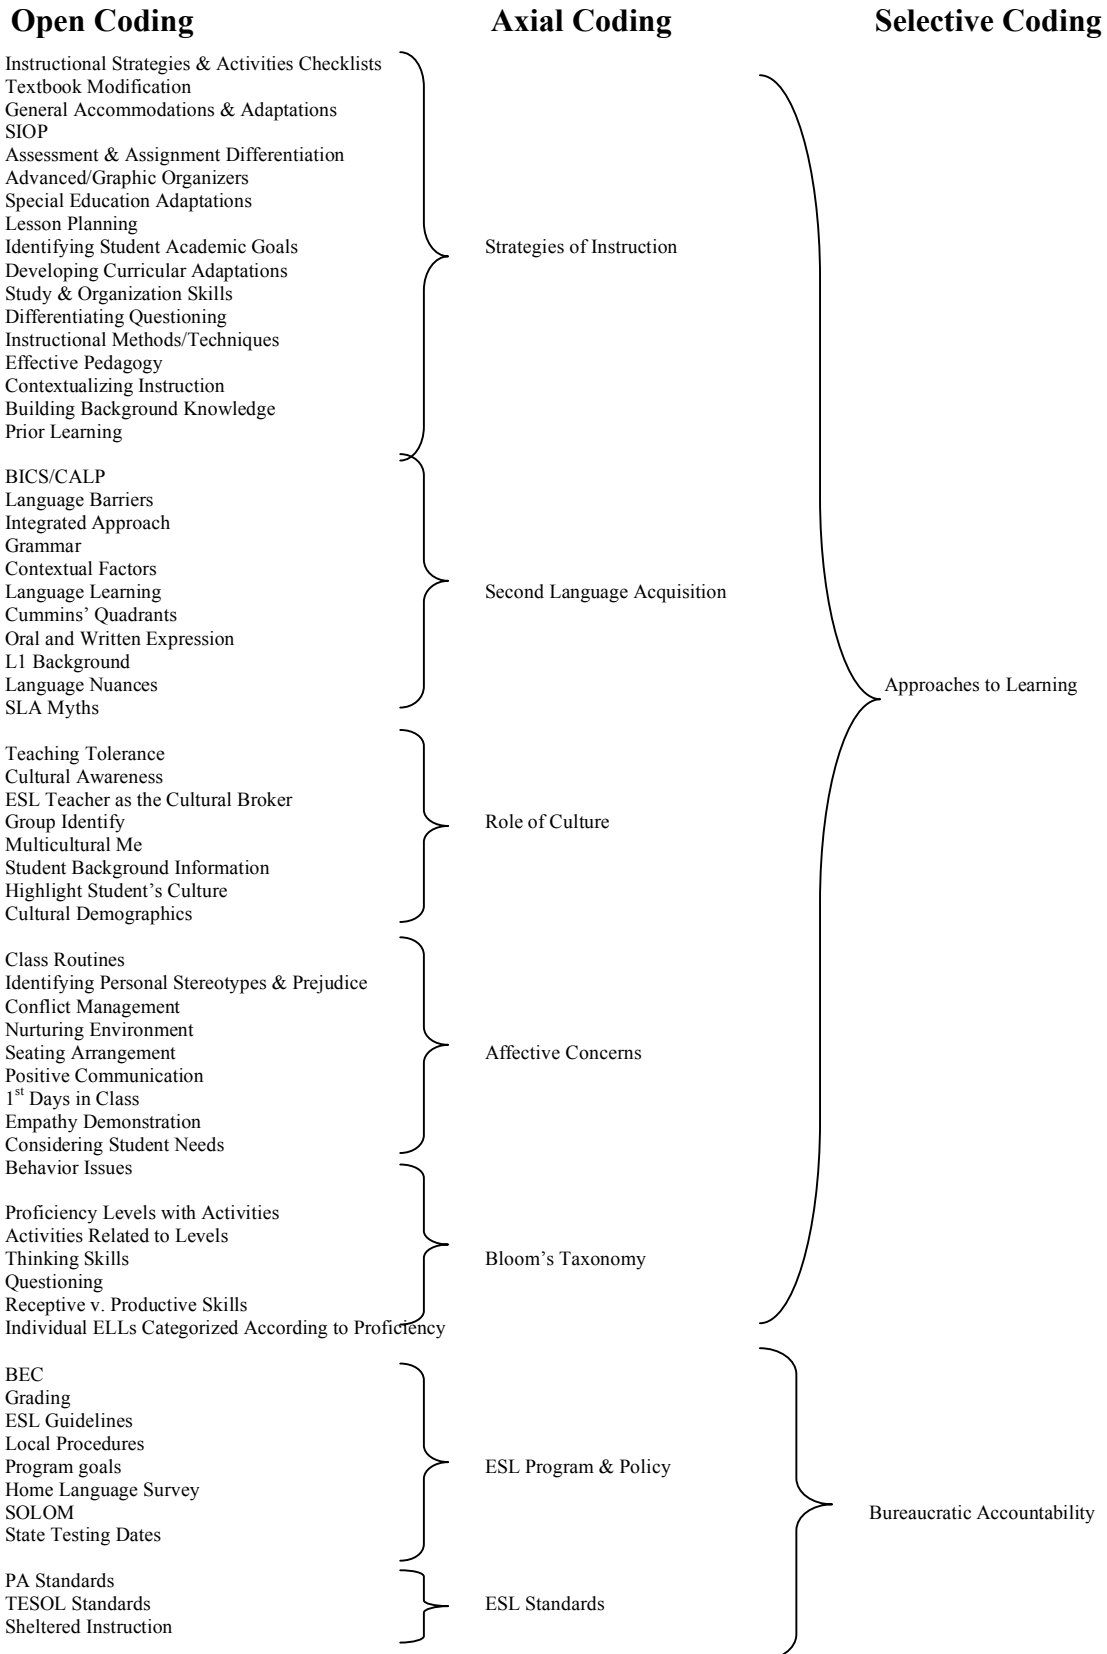 Open Coding
Axial Coding
Selective Coding
Instructional Strategies & Activities Checklists
Textbook Modification
General Accommodations & Adaptations
SIOP
Assessment & Assignment Differentiation
Advanced/Graphic Organizers
Special Education Adaptations
Lesson Planning
Identifying Student Academic Goals
Developing Curricular Adaptations
Study & Organization Skills
Differentiating Questioning
Instructional Methods/Techniques
Effective Pedagogy
Contextualizing Instruction
Building Background Knowledge
Prior Learning
Strategies of Instruction
BICS/CALP
Language Barriers
Integrated Approach
Grammar
Contextual Factors
Language Learning
Cummins’ Quadrants
Oral and Written Expression
L1 Background
Language Nuances
SLA Myths
Second Language Acquisition
Teaching Tolerance
Cultural Awareness
ESL Teacher as the Cultural Broker
Group Identify
Multicultural Me
Student Background Information
Highlight Student’s Culture
Cultural Demographics
Role of Culture
Class Routines
Identifying Personal Stereotypes & Prejudice
Conflict Management
Nurturing Environment
Seating Arrangement
Positive Communication
1st Days in Class
Empathy Demonstration
Considering Student Needs
Behavior Issues
Affective Concerns
Proficiency Levels with Activities
Activities Related to Levels
Thinking Skills
Questioning
Receptive v. Productive Skills
Individual ELLs Categorized According to Proficiency
Bloom’s Taxonomy
Approaches to Learning
BEC
Grading
ESL Guidelines
Local Procedures
Program goals
Home Language Survey
SOLOM
State Testing Dates
ESL Program & Policy
PA Standards
TESOL Standards
Sheltered Instruction
ESL Standards
Bureaucratic Accountability